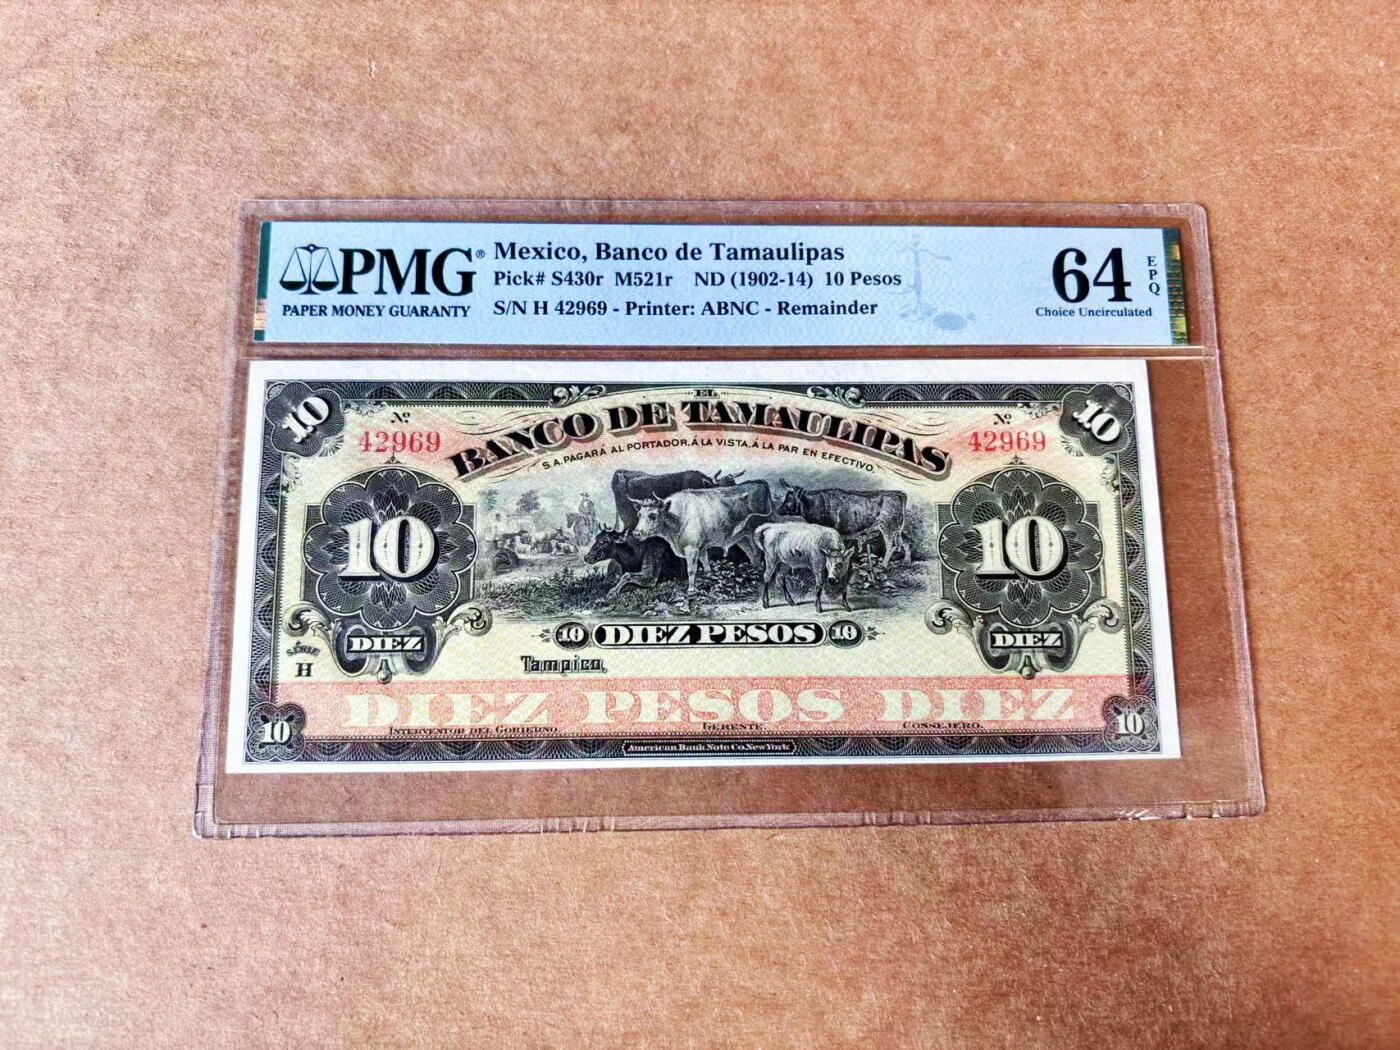 PMG®
PAPER MONEY GUARANTY
Mexico, Banco de Tamaulipas
Pick# S430r M521r ND (1902-14) 10 Pesos
S/N H 42969 - Printer: ABNC - Remainder
64 EPQ
Choice Uncirculated
10 10
No. 42969
No. 42969
EL
BANCO DE TAMAULIPAS
S.A. PAGARÁ AL PORTADOR, Á LA VISTA, Á LA PAR EN EFECTIVO.
10 10
DIEZ DIEZ
10 DIEZ PESOS 10
SERIE
H
A A
Tampico,
DIEZ PESOS DIEZ
INTERVENTOR DEL GOBIERNO. GERENTE. CONSEJERO.
10 10
American Bank Note Co. New York